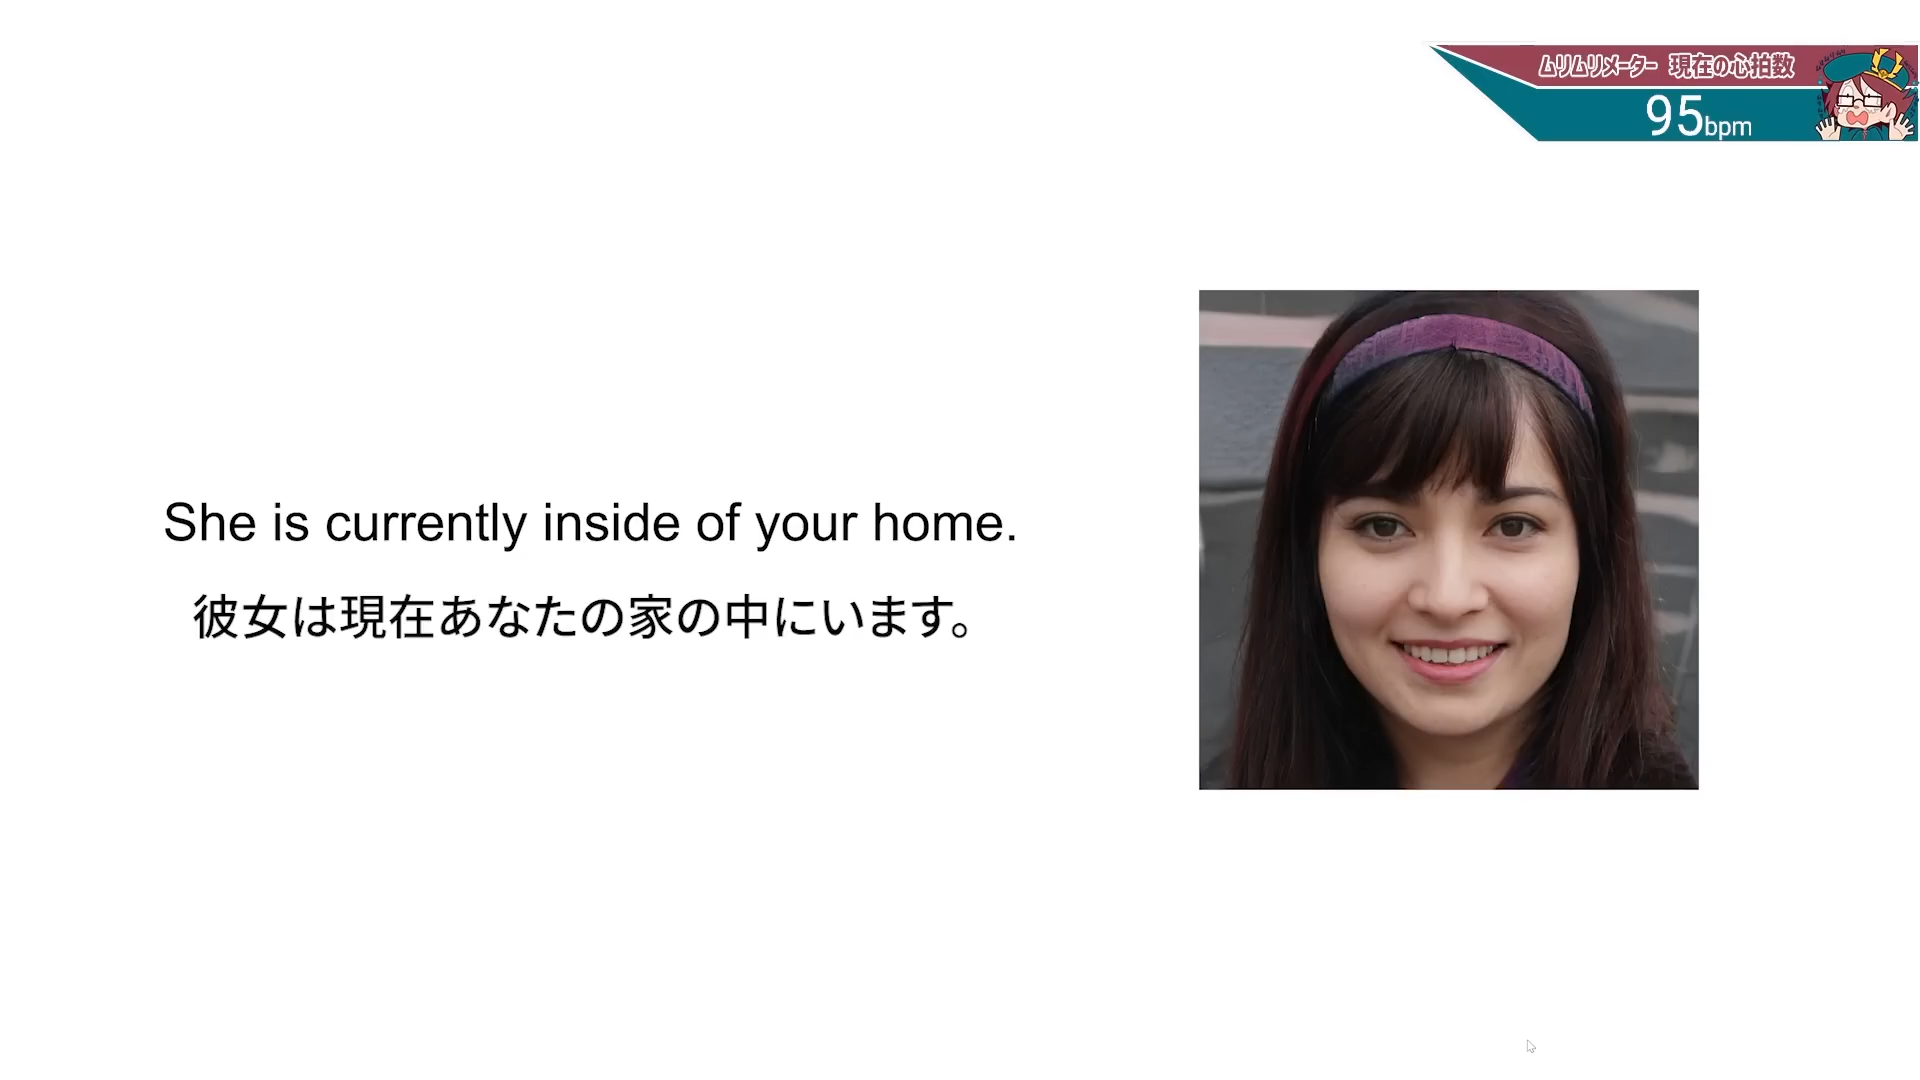 ムリムリメーター 現在の心拍数
95bpm
She is currently inside of your home.
彼女は現在あなたの家の中にいます。